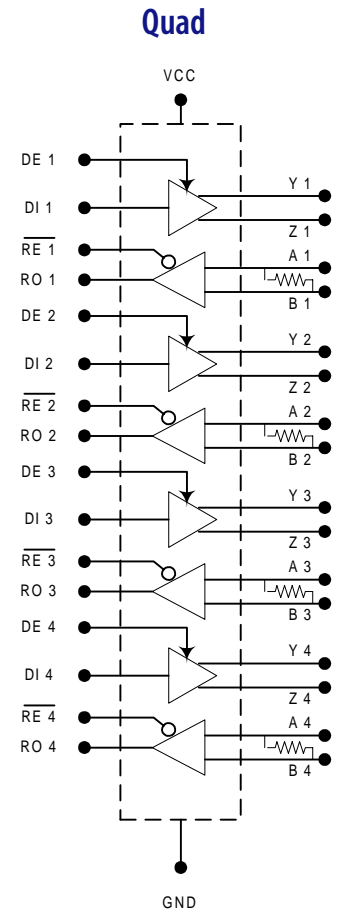 Quad
VCC
DE 1
Y 1
DI 1
Z 1
RE 1
A 1
RO 1
B 1
DE 2
Y 2
DI 2
Z 2
RE 2
A 2
RO 2
B 2
DE 3
Y 3
DI 3
Z 3
RE 3
A 3
RO 3
B 3
DE 4
Y 4
DI 4
Z 4
RE 4
A 4
RO 4
B 4
GND